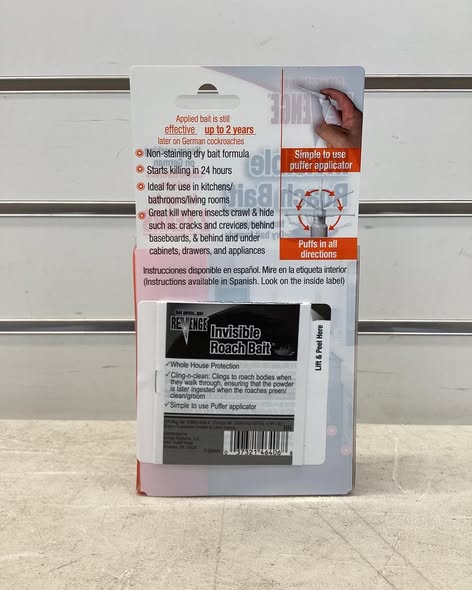 Applied bait is still
effective up to 2 years
later on German cockroaches
Non-staining dry bait formula
Starts killing in 24 hours
Ideal for use in kitchens/
bathrooms/living rooms
Great kill where insects crawl & hide
such as: cracks and crevices, behind
baseboards, & behind and under
cabinets, drawers, and appliances
Simple to use
puffer applicator
Puffs in all
directions
Instrucciones disponible en español. Mire en la etiqueta interior
(Instructions available in Spanish. Look on the inside label)
REVENGE
Invisible
Roach Bait
Lift & Peel Here
✓Whole House Protection
✓Cling-n-clean: Clings to roach bodies when
they walk through, ensuring that the powder
is later ingested when the roaches preen/
clean/groom
✓Simple to use Puffer applicator